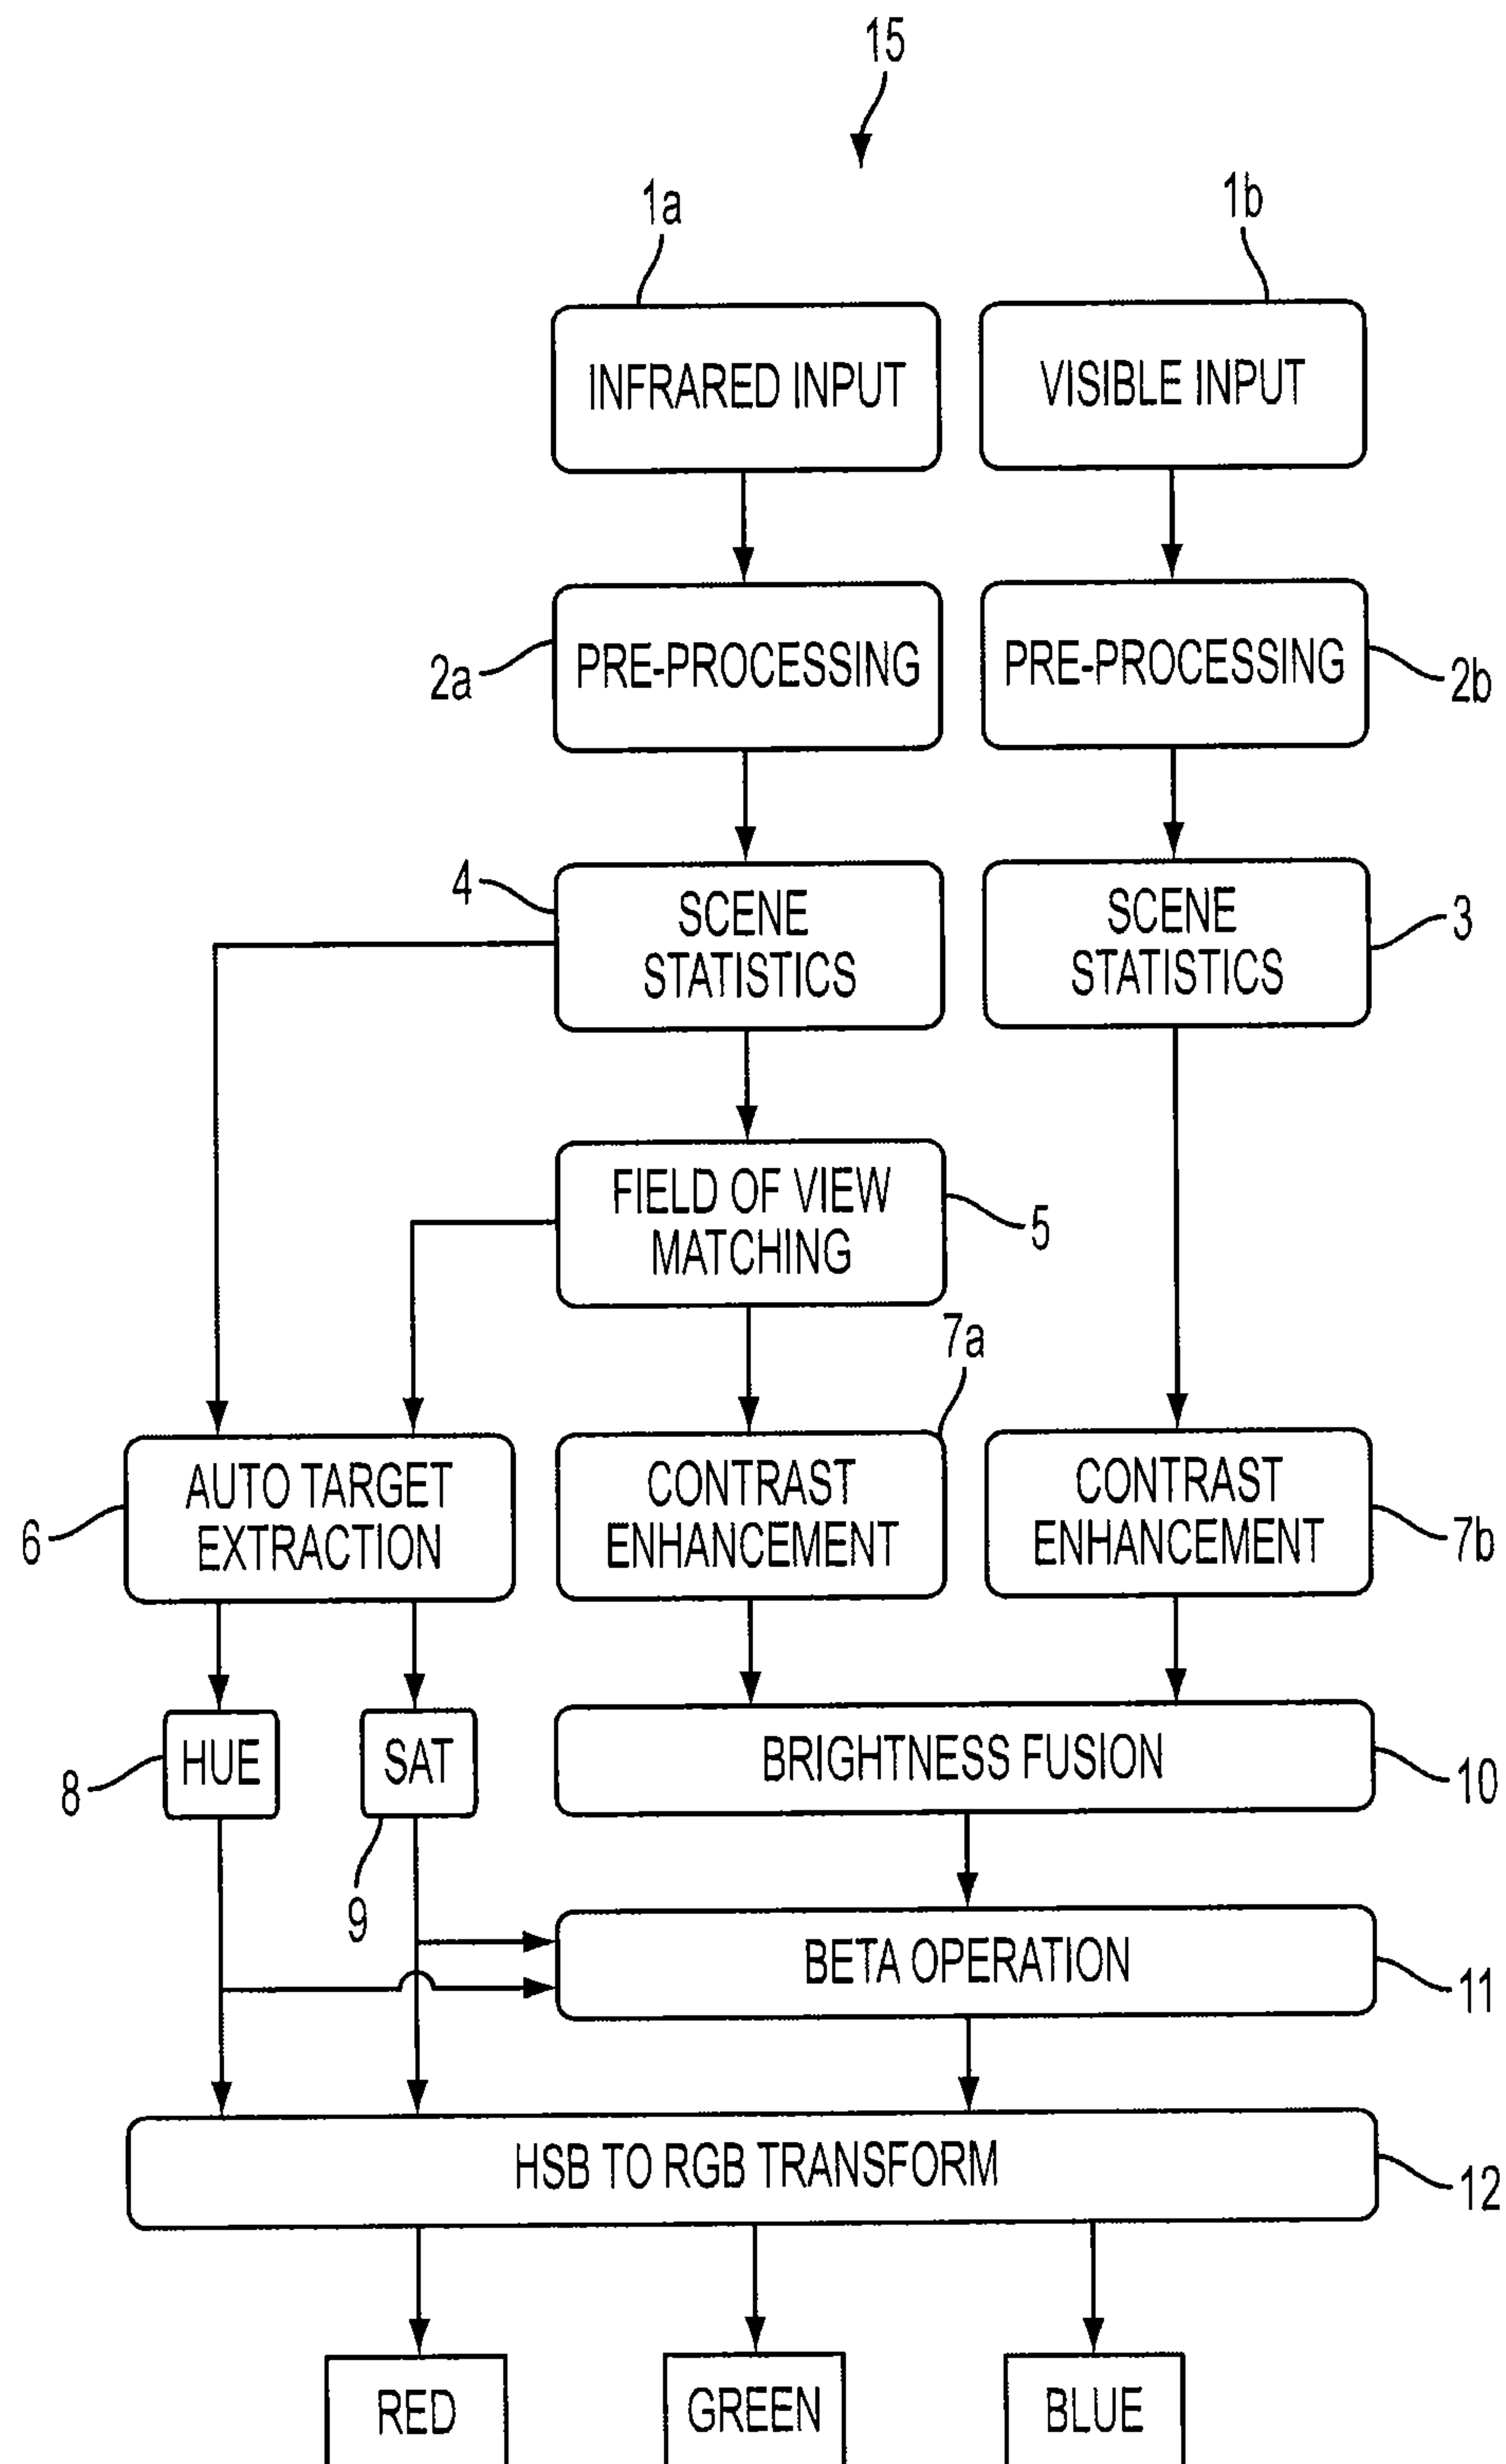 15
1a
1b
INFRARED INPUT
VISIBLE INPUT
2a
PRE-PROCESSING
PRE-PROCESSING
2b
4
SCENE
STATISTICS
SCENE
STATISTICS
3
FIELD OF VIEW
MATCHING
5
7a
6
AUTO TARGET
EXTRACTION
CONTRAST
ENHANCEMENT
CONTRAST
ENHANCEMENT
7b
8
HUE
SAT
9
BRIGHTNESS FUSION
10
BETA OPERATION
11
HSB TO RGB TRANSFORM
12
RED
GREEN
BLUE